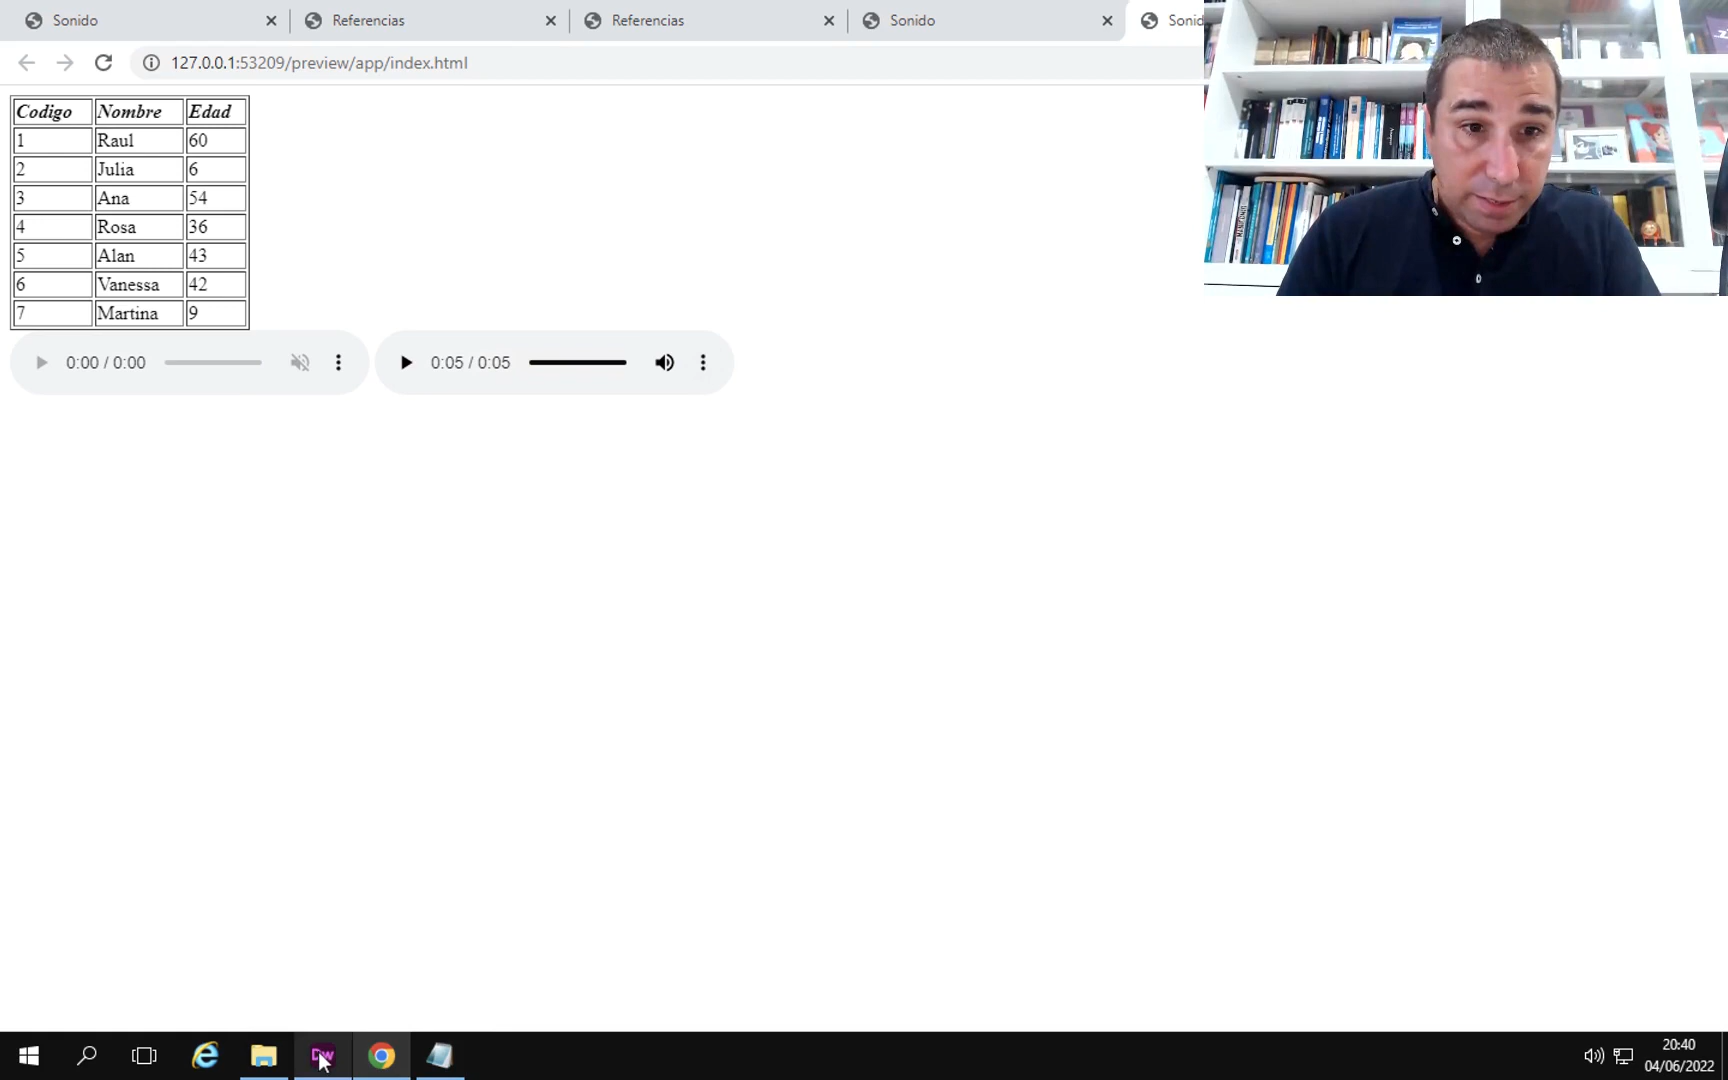 Sonido
Referencias
Referencias
Sonido
Sonid
127.0.0.1:53209/preview/app/index.html
Codigo Nombre Edad
1 Raul 60
2 Julia 6
3 Ana 54
4 Rosa 36
5 Alan 43
6 Vanessa 42
7 Martina 9
0:00 / 0:00
0:05 / 0:05
Dw
20:40
04/06/2022